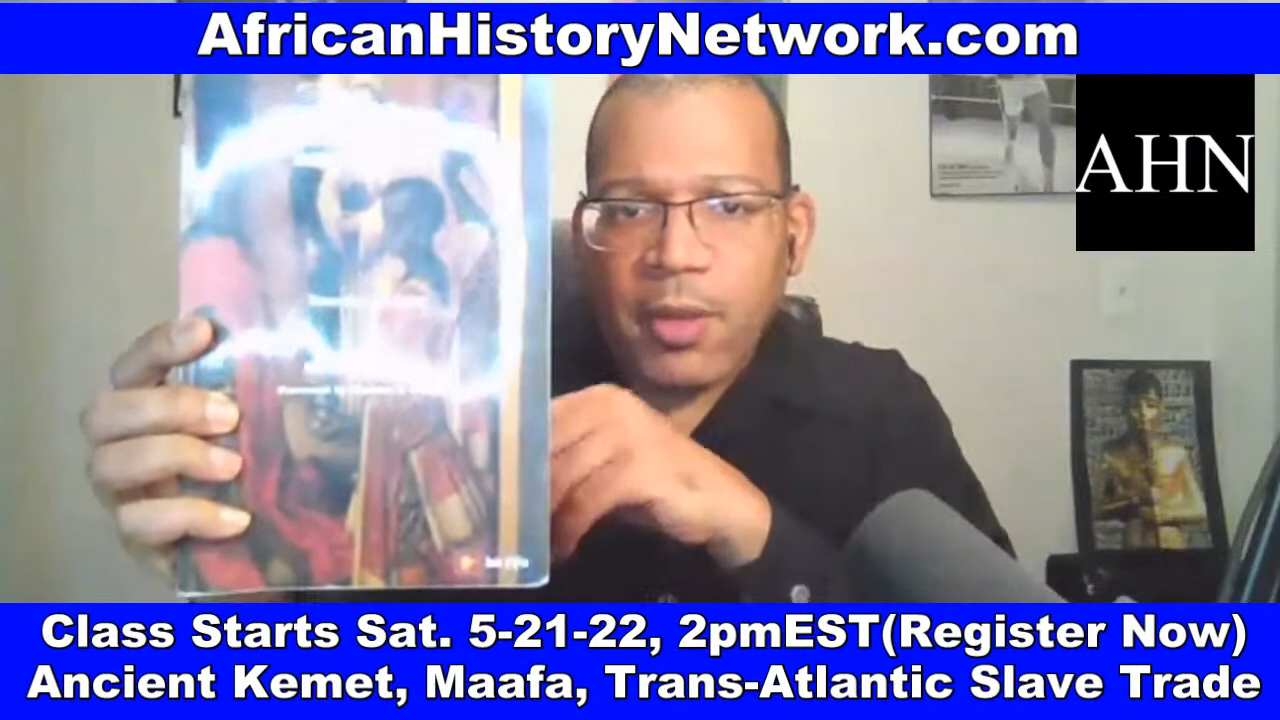 AfricanHistoryNetwork.com
AHN
Class Starts Sat. 5-21-22, 2pmEST(Register Now)
Ancient Kemet, Maafa, Trans-Atlantic Slave Trade